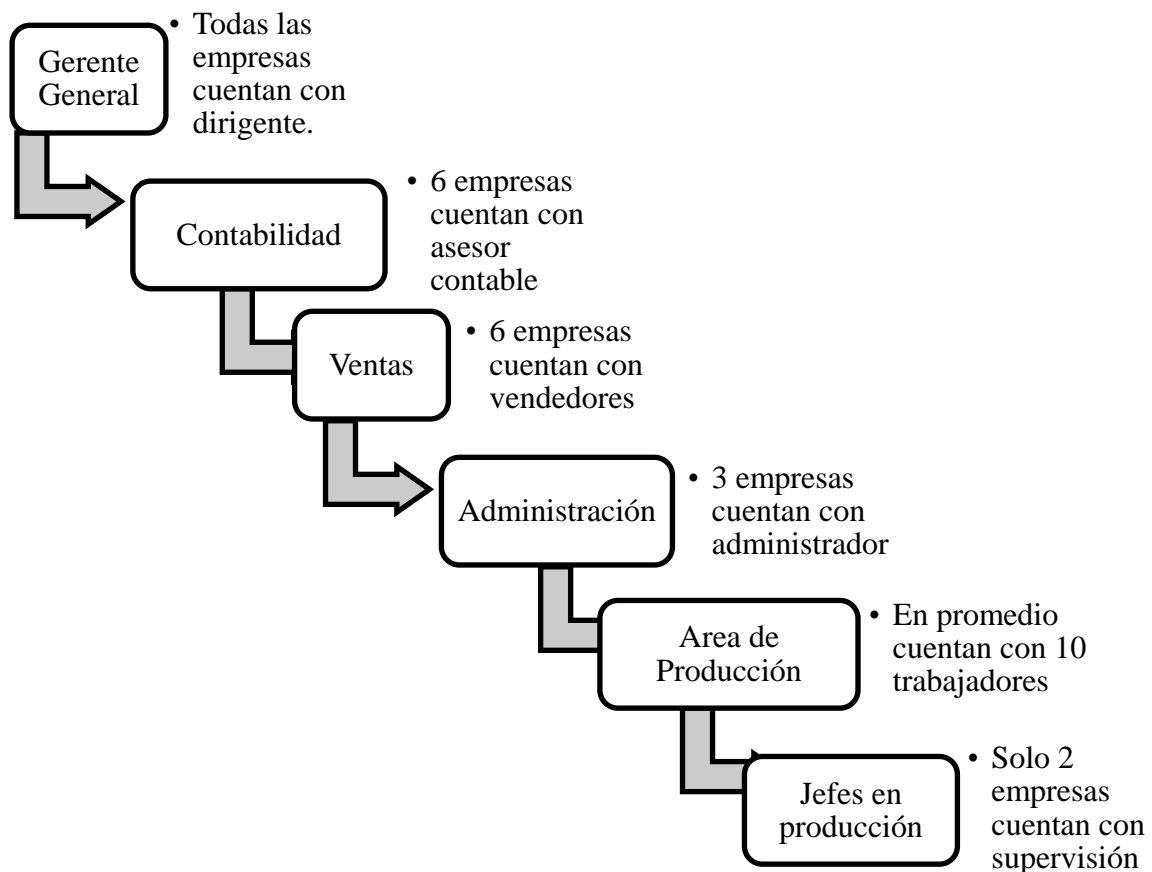 Gerente
General
• Todas las
empresas
cuentan con
dirigente.
Contabilidad
• 6 empresas
cuentan con
asesor
contable
Ventas
• 6 empresas
cuentan con
vendedores
Administración
• 3 empresas
cuentan con
administrador
Area de
Producción
• En promedio
cuentan con 10
trabajadores
Jefes en
producción
• Solo 2
empresas
cuentan con
supervisión